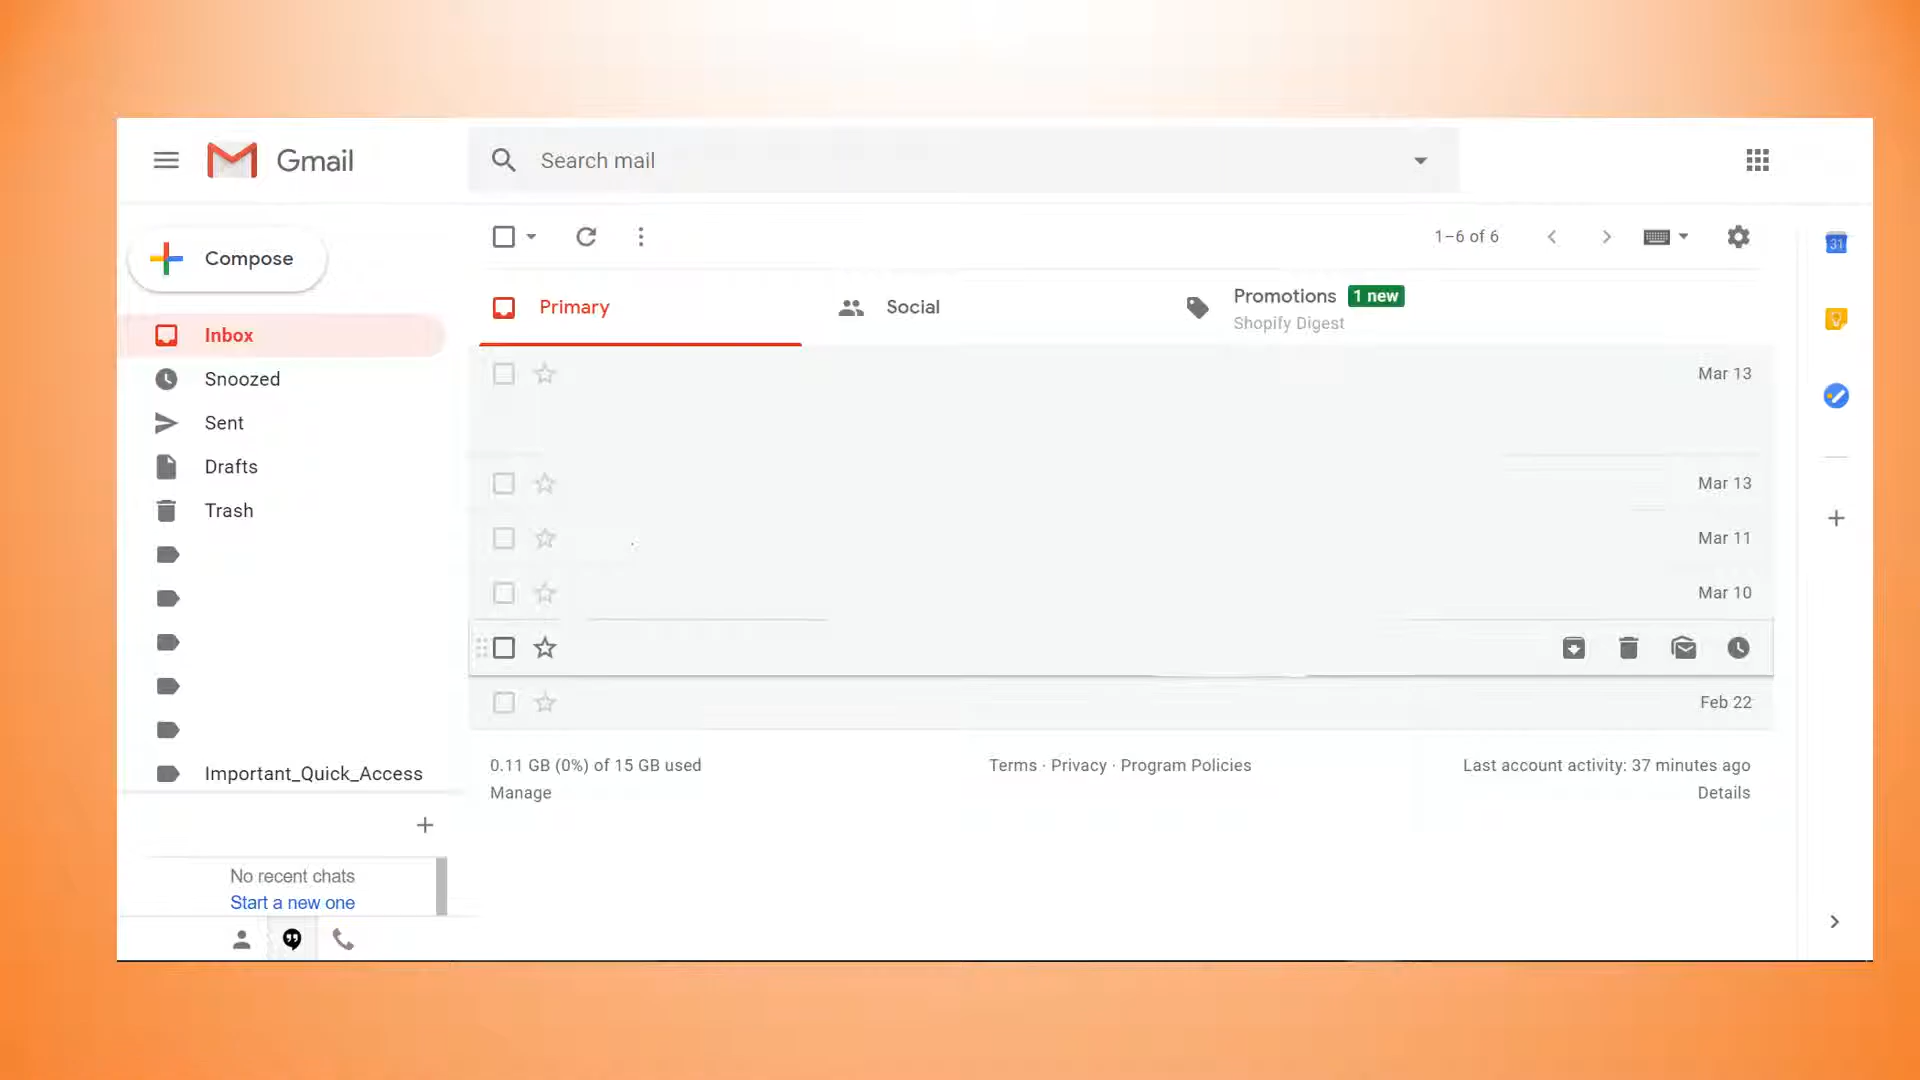 Gmail
Search mail
Compose
1–6 of 6
31
Primary
Social
Promotions 1 new
Shopify Digest
Inbox
Snoozed
Sent
Drafts
Trash
Important_Quick_Access
Mar 13
Mar 13
Mar 11
Mar 10
Feb 22
0.11 GB (0%) of 15 GB used
Manage
Terms · Privacy · Program Policies
Last account activity: 37 minutes ago
Details
No recent chats
Start a new one